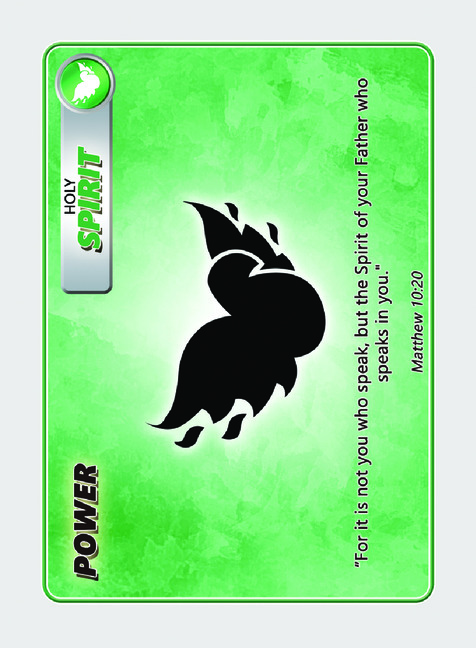 POWER
HOLY
SPIRIT
"For it is not you who speak, but the Spirit of your Father who
speaks in you."
Matthew 10:20